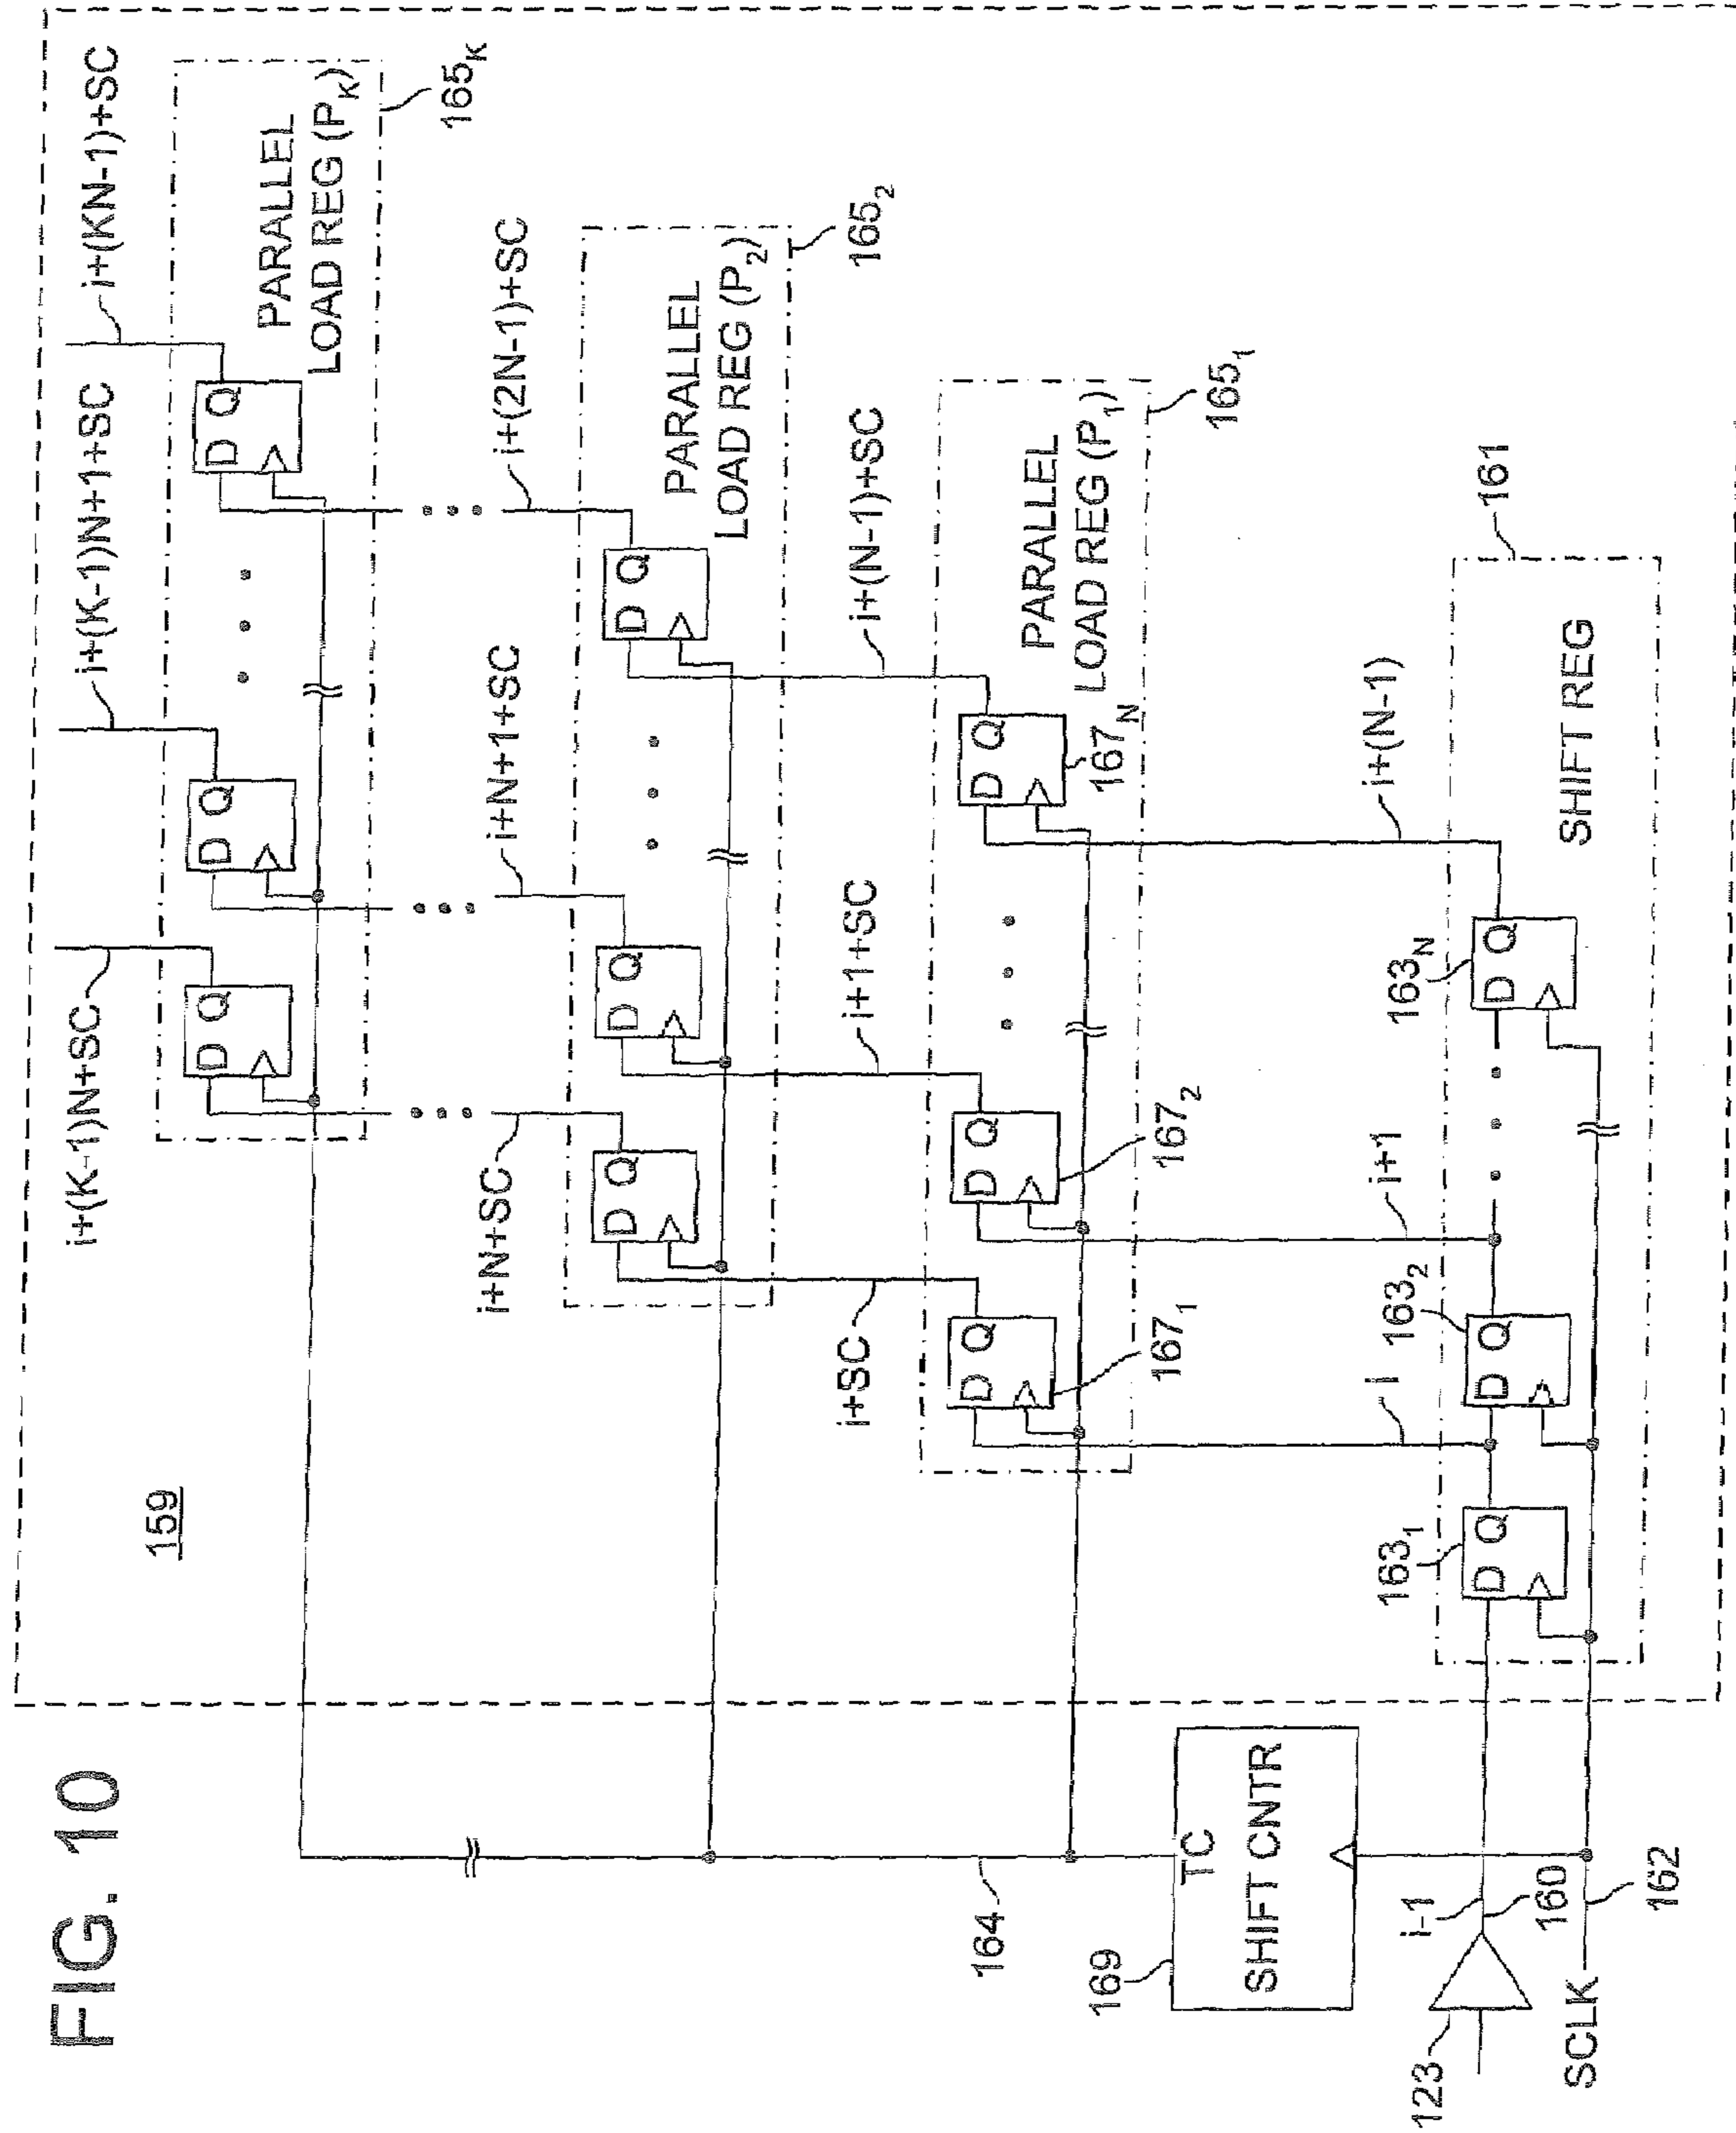 FIG. 10
159
i+(K-1)N+SC
i+(K-1)N+1+SC
i+(KN-1)+SC
D Q
D Q
D Q
PARALLEL
LOAD REG (P_K)
165_K
i+N+SC
i+N+1+SC
i+(2N-1)+SC
D Q
D Q
D Q
PARALLEL
LOAD REG (P_2)
165_2
i+SC
i+1+SC
i+(N-1)+SC
D Q
D Q
D Q
167_1
167_2
167_N
PARALLEL
LOAD REG (P_1)
165_1
164
169
TC
SHIFT CNTR
i
i+1
i+(N-1)
123
i-1
160
163_1
D Q
163_2
D Q
163_N
D Q
SHIFT REG
161
SCLK
162